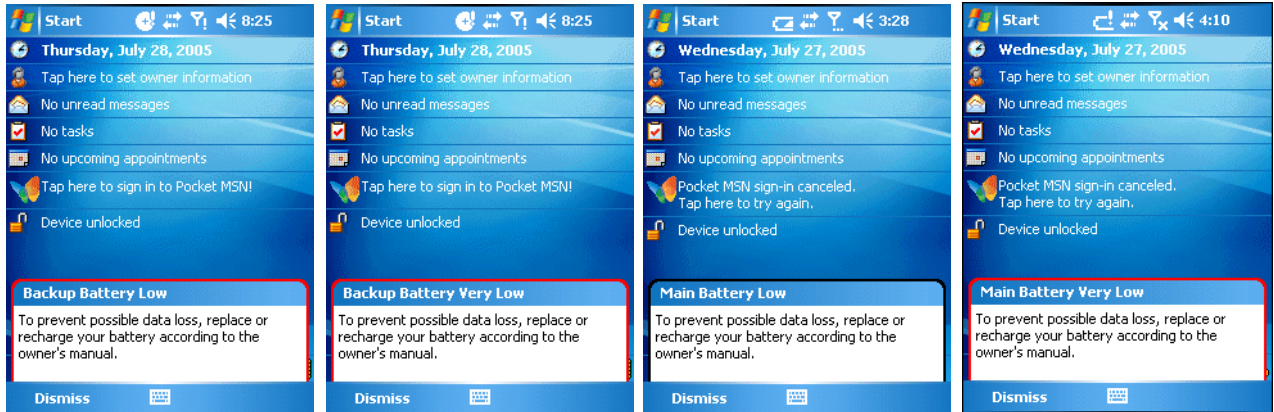 Start 8:25
Thursday, July 28, 2005
Tap here to set owner information
No unread messages
No tasks
No upcoming appointments
Tap here to sign in to Pocket MSN!
Device unlocked
Backup Battery Low
To prevent possible data loss, replace or
recharge your battery according to the
owner's manual.
Dismiss
Start 8:25
Thursday, July 28, 2005
Tap here to set owner information
No unread messages
No tasks
No upcoming appointments
Tap here to sign in to Pocket MSN!
Device unlocked
Backup Battery Very Low
To prevent possible data loss, replace or
recharge your battery according to the
owner's manual.
Dismiss
Start 3:28
Wednesday, July 27, 2005
Tap here to set owner information
No unread messages
No tasks
No upcoming appointments
Pocket MSN sign-in canceled.
Tap here to try again.
Device unlocked
Main Battery Low
To prevent possible data loss, replace or
recharge your battery according to the
owner's manual.
Dismiss
Start 4:10
Wednesday, July 27, 2005
Tap here to set owner information
No unread messages
No tasks
No upcoming appointments
Pocket MSN sign-in canceled.
Tap here to try again.
Device unlocked
Main Battery Very Low
To prevent possible data loss, replace or
recharge your battery according to the
owner's manual.
Dismiss